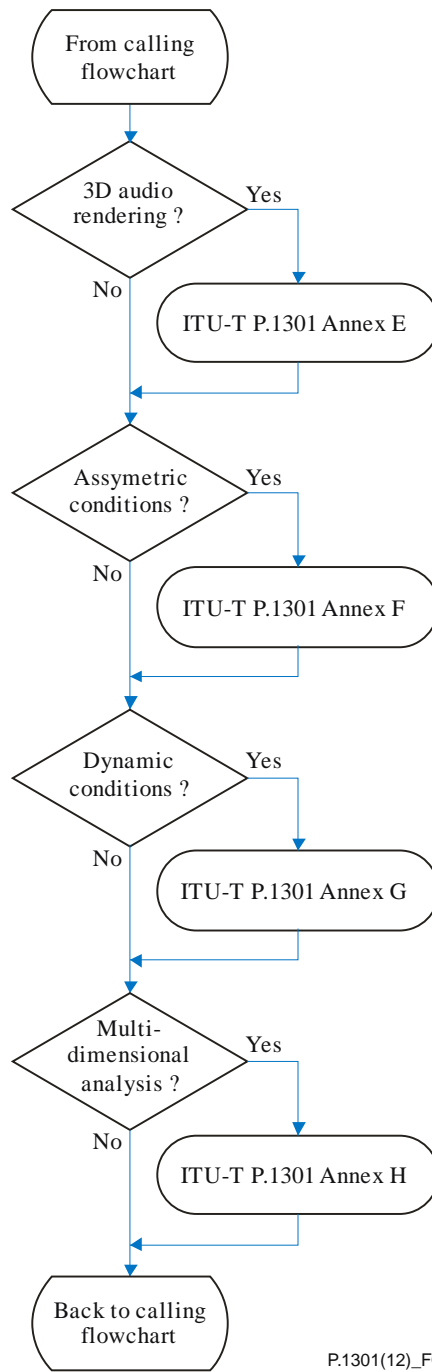 From calling
flowchart
3D audio
rendering ?
Yes
No
ITU-T P.1301 Annex E
Assymetric
conditions ?
Yes
No
ITU-T P.1301 Annex F
Dynamic
conditions ?
Yes
No
ITU-T P.1301 Annex G
Multi-
dimensional
analysis ?
Yes
No
ITU-T P.1301 Annex H
Back to calling
flowchart
P.1301(12)_F